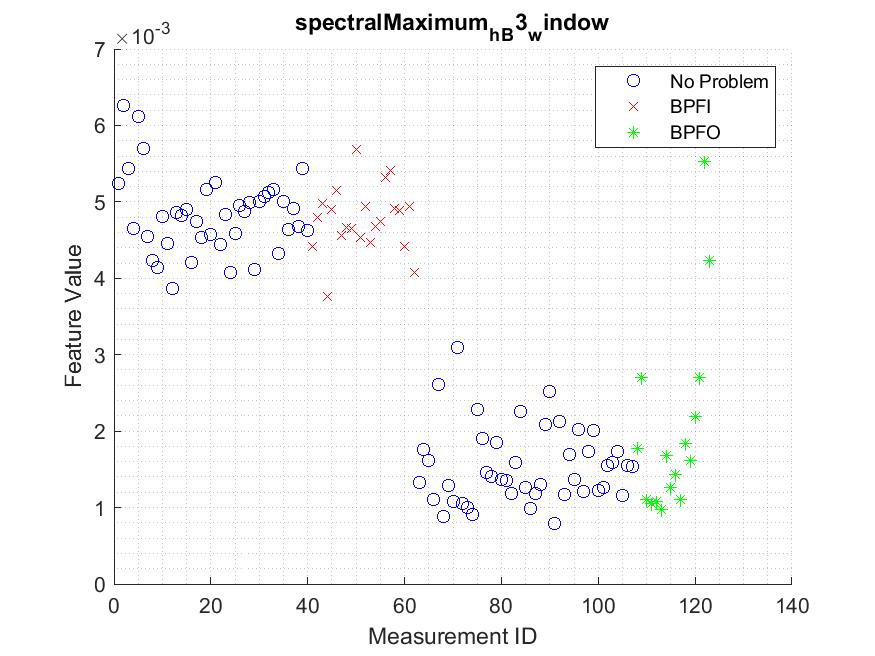 spectralMaximum_hB3_window
×10^-3
7
6
5
4
3
2
1
0
0 20 40 60 80 100 120 140
Feature Value
Measurement ID
No Problem
BPFI
BPFO